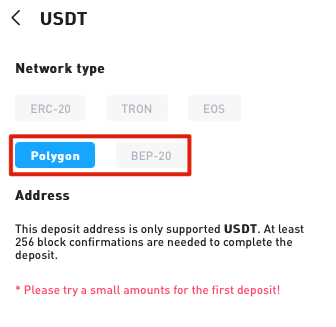 USDT
Network type
ERC-20 TRON EOS
Polygon BEP-20
Address
This deposit address is only supported USDT. At least
256 block confirmations are needed to complete the
deposit.
* Please try a small amounts for the first deposit!